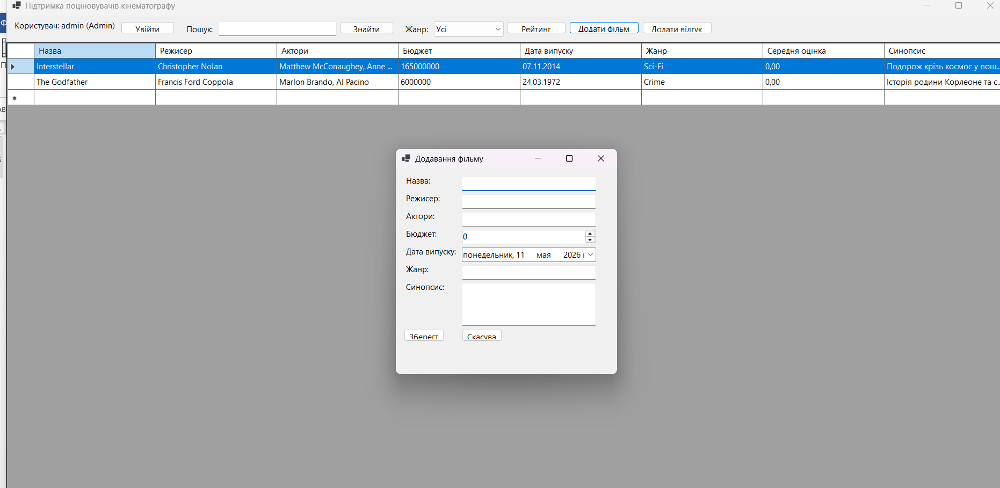 Підтримка поціновувачів кінематографу
Користувач: admin (Admin) Увійти Пошук: Знайти Жанр: Усі Рейтинг Додати фільм Додати відгук
Назва Режисер Актори Бюджет Дата випуску Жанр Середня оцінка Синопсис
Interstellar Christopher Nolan Matthew McConaughey, Anne ... 165000000 07.11.2014 Sci-Fi 0,00 Подорож крізь космос у пош...
The Godfather Francis Ford Coppola Marlon Brando, Al Pacino 6000000 24.03.1972 Crime 0,00 Історія родини Корлеоне та с...
Додавання фільму
Назва:
Режисер:
Актори:
Бюджет: 0
Дата випуску: понедельник, 11 мая 2026 г
Жанр:
Синопсис:
Зберегт Скасува